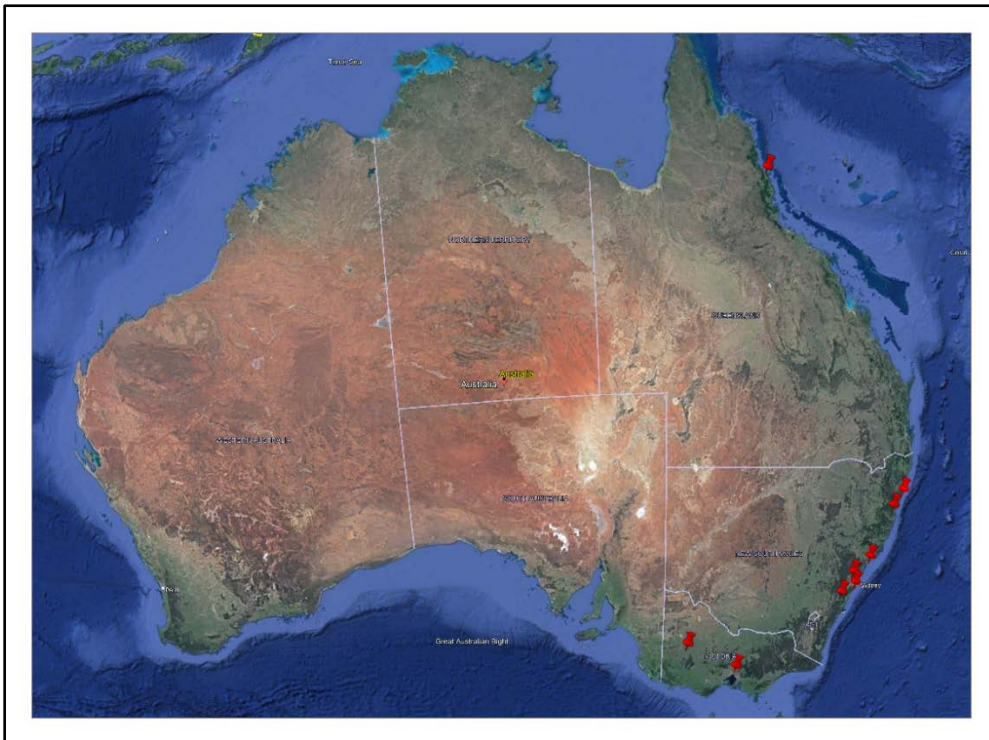 Timor Sea
NORTHERN TERRITORY
QUEENSLAND
Australia
Australia
WESTERN AUSTRALIA
SOUTH AUSTRALIA
NEW SOUTH WALES
Sydney
Perth
Great Australian Bight
VICTORIA